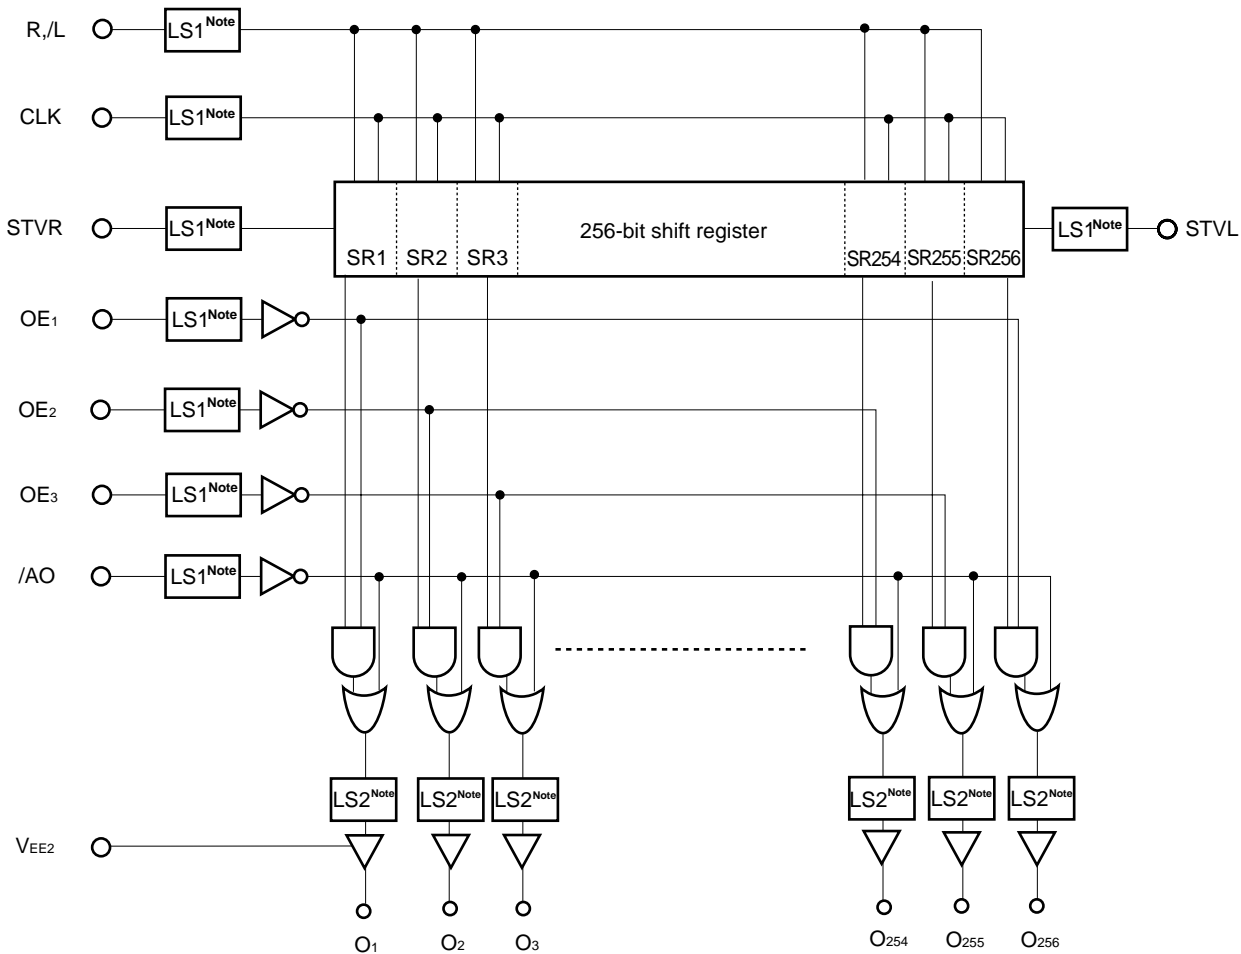 R,/L LS1Note
CLK LS1Note
STVR LS1Note 256-bit shift register LS1Note STVL
SR1 SR2 SR3 SR254 SR255 SR256
OE1 LS1Note
OE2 LS1Note
OE3 LS1Note
/AO LS1Note
LS2Note LS2Note LS2Note LS2Note LS2Note LS2Note
VEE2
O1 O2 O3 O254 O255 O256